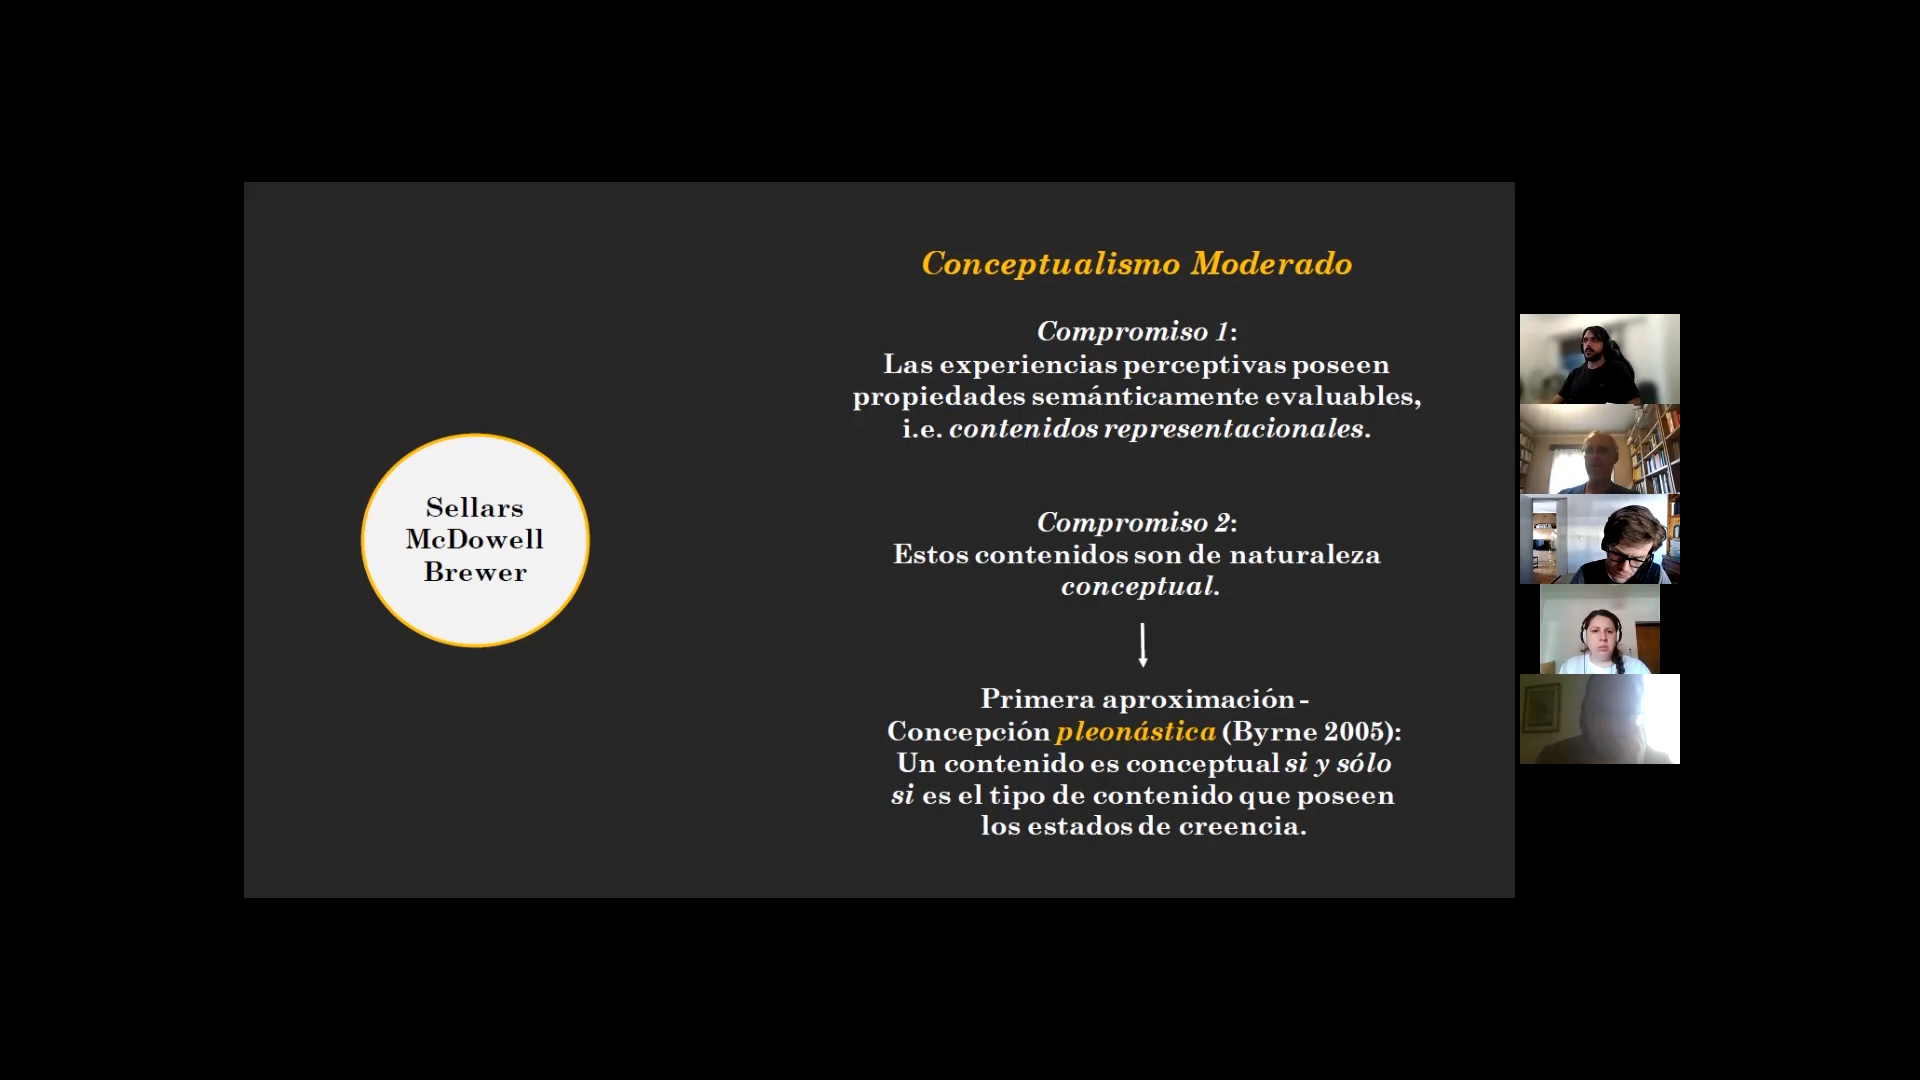 Sellars
McDowell
Brewer
Conceptualismo Moderado
Compromiso 1:
Las experiencias perceptivas poseen
propiedades semánticamente evaluables,
i.e. contenidos representacionales.
Compromiso 2:
Estos contenidos son de naturaleza
conceptual.
Primera aproximación-
Concepción pleonástica (Byrne 2005):
Un contenido es conceptual si y sólo
si es el tipo de contenido que poseen
los estados de creencia.